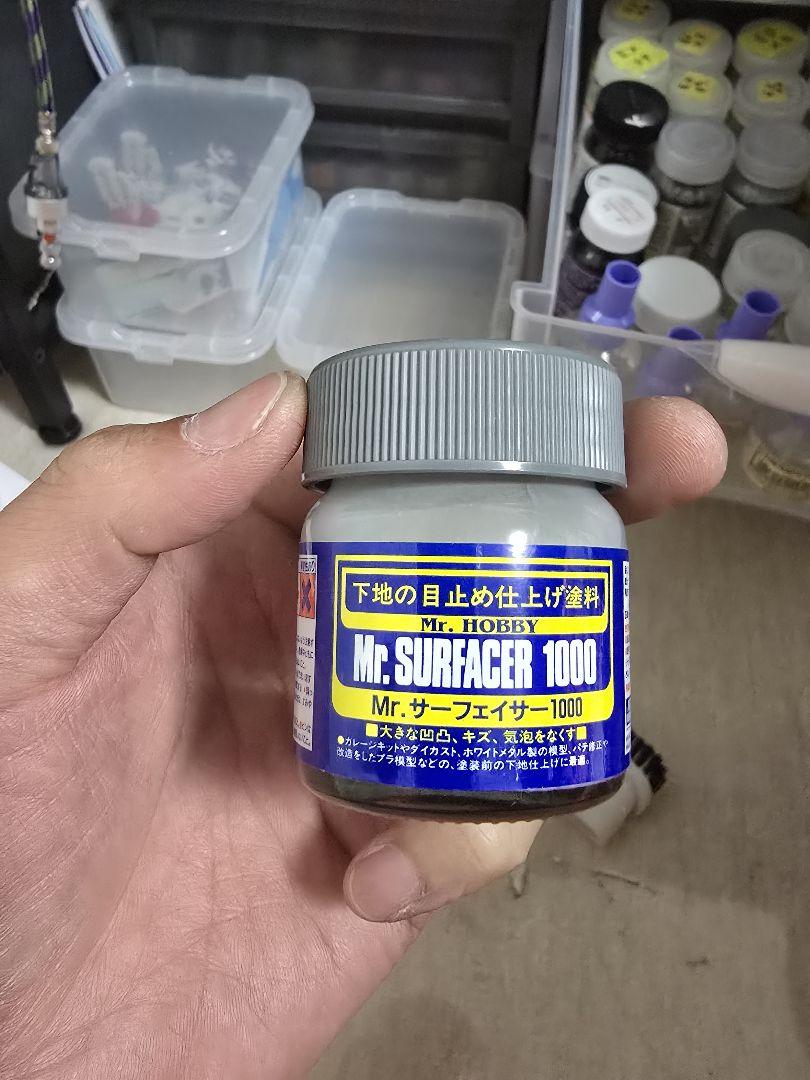 下地の目止め仕上げ塗料
Mr. HOBBY
Mr. SURFACER 1000
Mr.サーフェイサー1000
■大きな凹凸、キズ、気泡をなくす■
●ガレージキットやダイカスト、ホワイトメタル製の模型、パテ修正や
改造をしたプラ模型などの、塗装前の下地仕上げに最適。